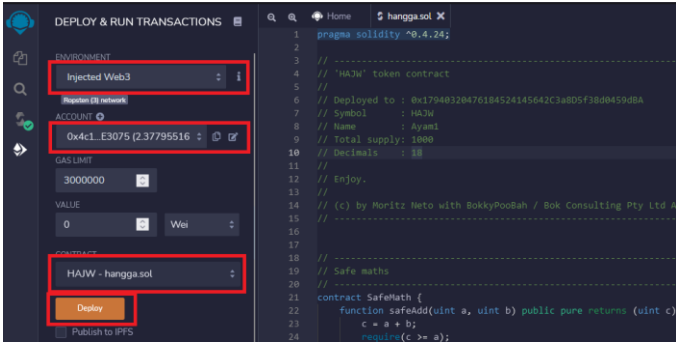 DEPLOY & RUN TRANSACTIONS
ENVIRONMENT
Injected Web3
i
Ropsten (3) network
ACCOUNT
0x4c1...E3075 (2.37795516
GAS LIMIT
3000000
VALUE
0
Wei
CONTRACT
HAJW - hangga.sol
Deploy
Publish to IPFS
Home
hangga.sol
1 pragma solidity ^0.4.24;
2
3 // ----------------------------------------------------------------------------
4 // 'HAJW' token contract
5 //
6 // Deployed to : 0x17940320476184524145642C3a8D5f38d0459dBA
7 // Symbol : HAJW
8 // Name : Ayam1
9 // Total supply: 1000
10 // Decimals : 18
11 //
12 // Enjoy.
13 //
14 // (c) by Moritz Neto with BokkyPooBah / Bok Consulting Pty Ltd A
15 // ----------------------------------------------------------------------------
16
17
18 // ----------------------------------------------------------------------------
19 // Safe maths
20 // ----------------------------------------------------------------------------
21 contract SafeMath {
22 function safeAdd(uint a, uint b) public pure returns (uint c)
23 c = a + b;
24 require(c >= a);